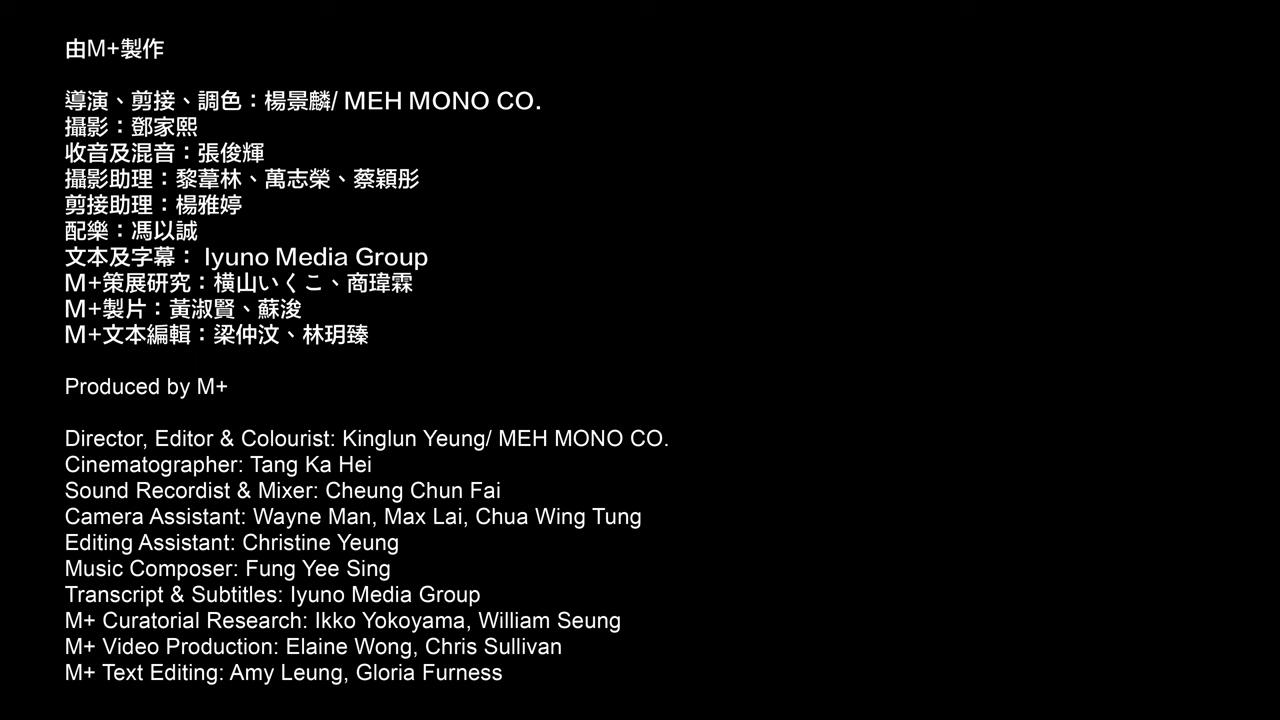 由M+製作
導演、剪接、調色：楊景麟/ MEH MONO CO.
攝影：鄧家熙
收音及混音：張俊輝
攝影助理：黎葦林、萬志榮、蔡穎彤
剪接助理：楊雅婷
配樂：馮以誠
文本及字幕： Iyuno Media Group
M+策展研究：横山いくこ、商瑋霖
M+製片：黃淑賢、蘇浚
M+文本編輯：梁仲汶、林玥臻
Produced by M+
Director, Editor & Colourist: Kinglun Yeung/ MEH MONO CO.
Cinematographer: Tang Ka Hei
Sound Recordist & Mixer: Cheung Chun Fai
Camera Assistant: Wayne Man, Max Lai, Chua Wing Tung
Editing Assistant: Christine Yeung
Music Composer: Fung Yee Sing
Transcript & Subtitles: Iyuno Media Group
M+ Curatorial Research: Ikko Yokoyama, William Seung
M+ Video Production: Elaine Wong, Chris Sullivan
M+ Text Editing: Amy Leung, Gloria Furness